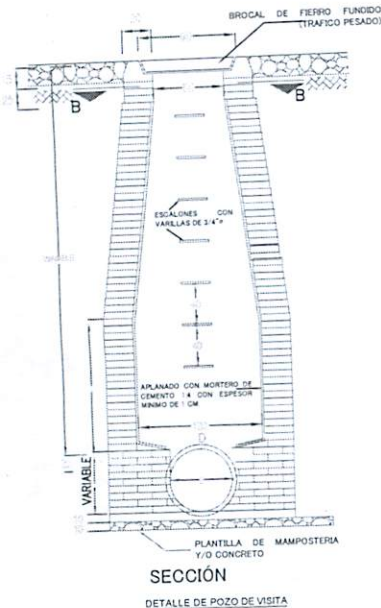 BROCAL DE FIERRO FUNDIDO
(TRAFICO PESADO)
B
B
ESCALONES CON
VARILLAS DE 3/4"
APLANADO CON MORTERO DE
CEMENTO 1:4 CON ESPESOR
MINIMO DE 1 CM
VARIABLE
PLANTILLA DE MAMPOSTERIA
Y/O CONCRETO
SECCIÓN
DETALLE DE POZO DE VISITA